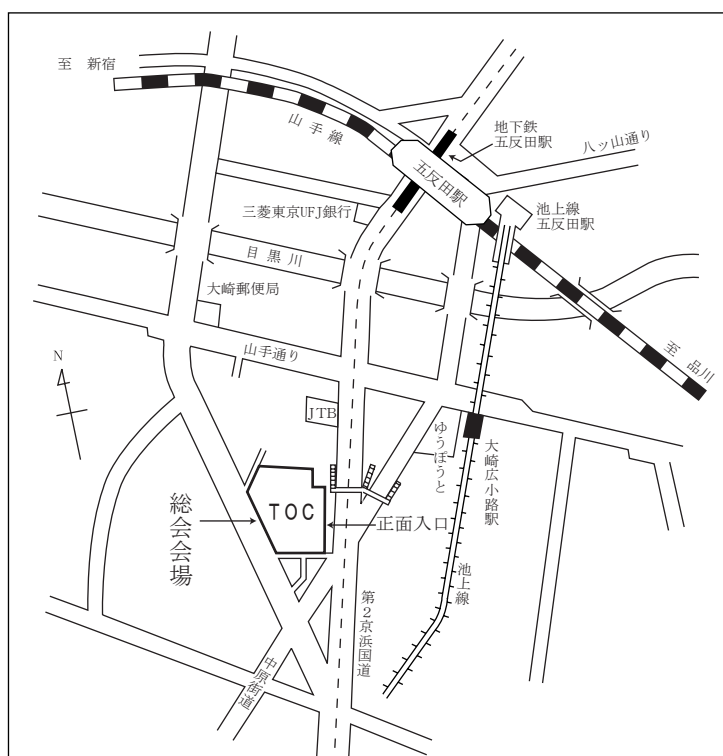 至　新宿
山手線
地下鉄
五反田駅
八ッ山通り
五反田駅
池上線
五反田駅
三菱東京UFJ銀行
目黒川
大崎郵便局
山手通り
至　品川
N
JTB
ゆうぽうと
大崎広小路駅
TOC
正面入口
総会会場
池上線
第2京浜国道
中原街道